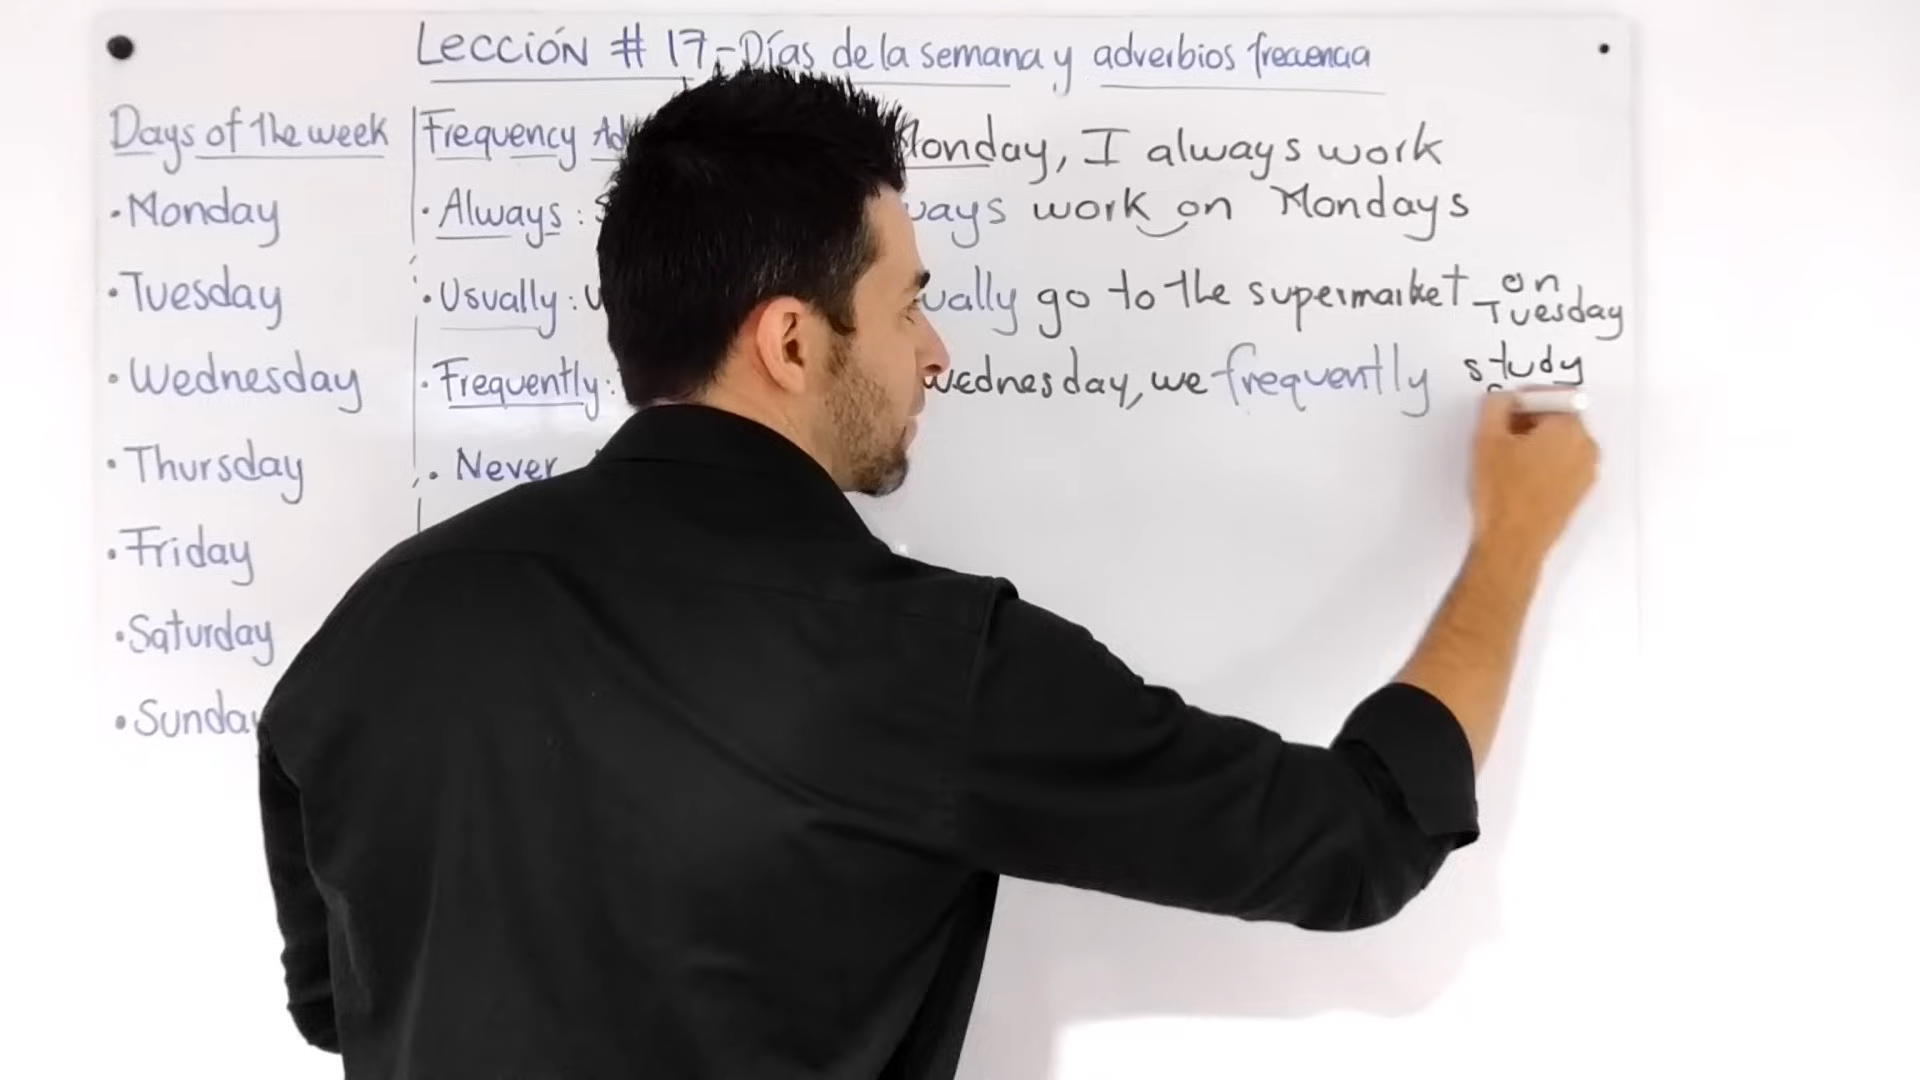 Lección # 17-Días de la semana y adverbios frecuencia
Days of the week
• Monday
• Tuesday
• Wednesday
• Thursday
• Friday
• Saturday
• Sunday
Frequency Ad
• Always :
• Usually :
• Frequently :
• Never
Monday, I always work
ways work on Mondays
ually go to the supermarket on
Tuesday
Wednesday, we frequently study